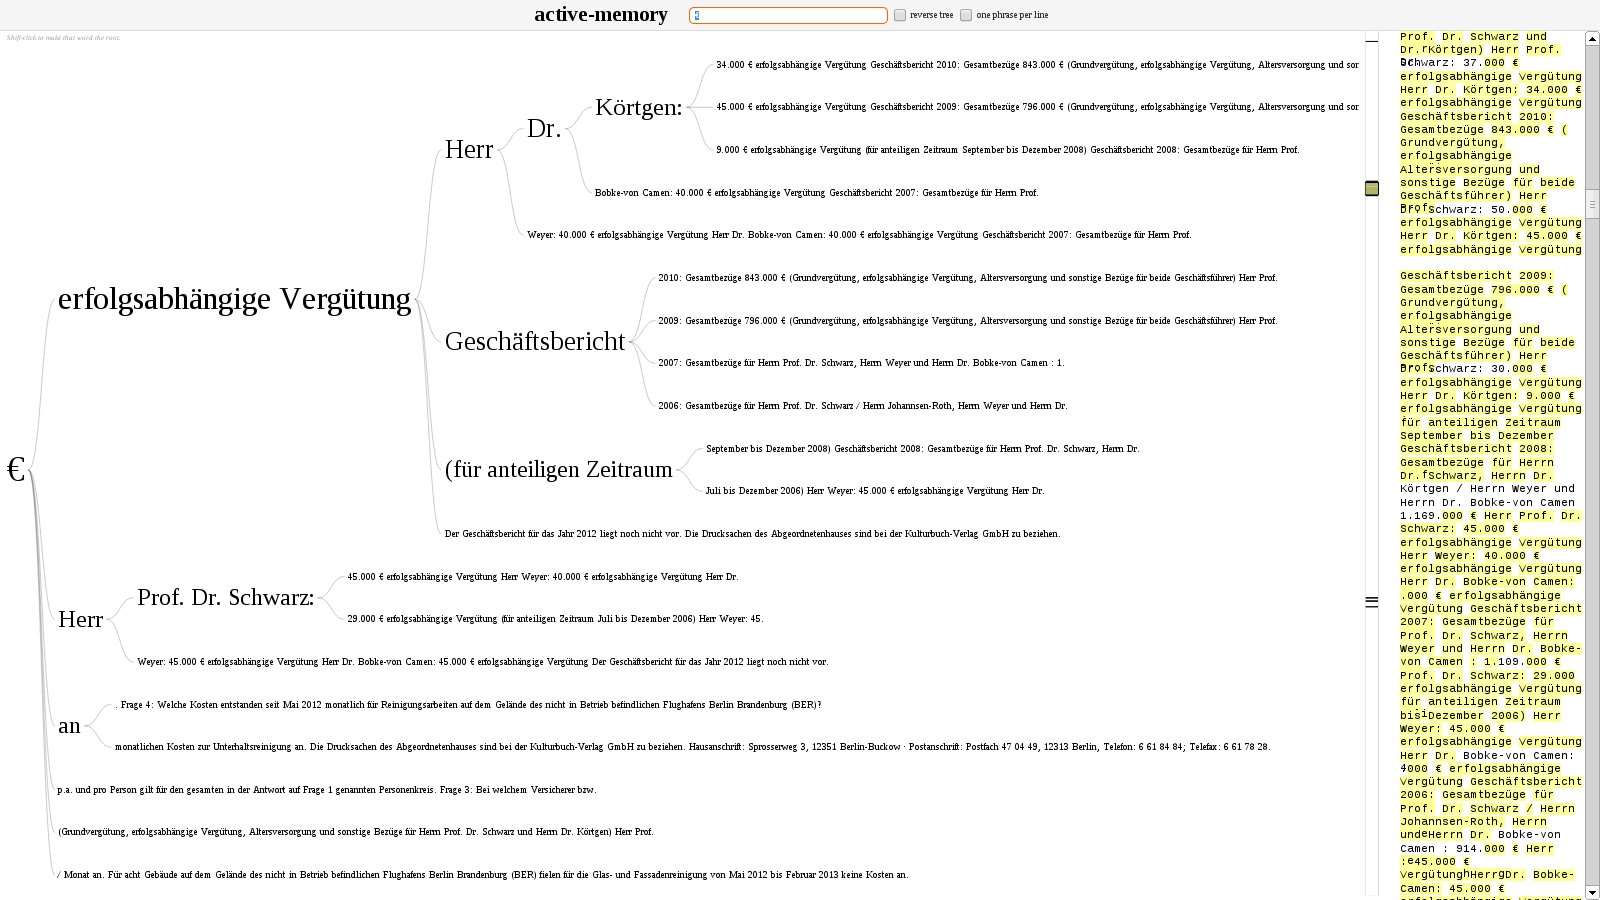 active-memory
€
reverse tree
one phrase per line
Shift-click to make that word the root.
34.000 € erfolgsabhängige Vergütung Geschäftsbericht 2010: Gesamtbezüge 843.000 € (Grundvergütung, erfolgsabhängige Vergütung, Altersversorgung und sor
Körtgen:
45.000 € erfolgsabhängige Vergütung Geschäftsbericht 2009: Gesamtbezüge 796.000 € (Grundvergütung, erfolgsabhängige Vergütung, Altersversorgung und sor
Dr.
Herr
9.000 € erfolgsabhängige Vergütung (für anteiligen Zeitraum September bis Dezember 2008) Geschäftsbericht 2008: Gesamtbezüge für Herrn Prof.
Bobke-von Camen: 40.000 € erfolgsabhängige Vergütung Geschäftsbericht 2007: Gesamtbezüge für Herrn Prof.
Weyer: 40.000 € erfolgsabhängige Vergütung Herr Dr. Bobke-von Camen: 40.000 € erfolgsabhängige Vergütung Geschäftsbericht 2007: Gesamtbezüge für Herrn Prof.
2010: Gesamtbezüge 843.000 € (Grundvergütung, erfolgsabhängige Vergütung, Altersversorgung und sonstige Bezüge für beide Geschäftsführer) Herr Prof.
erfolgsabhängige Vergütung
2009: Gesamtbezüge 796.000 € (Grundvergütung, erfolgsabhängige Vergütung, Altersversorgung und sonstige Bezüge für beide Geschäftsführer) Herr Prof.
Geschäftsbericht
2007: Gesamtbezüge für Herrn Prof. Dr. Schwarz, Herrn Weyer und Herrn Dr. Bobke-von Camen : 1.
2006: Gesamtbezüge für Herrn Prof. Dr. Schwarz / Herrn Johannsen-Roth, Herrn Weyer und Herrn Dr.
September bis Dezember 2008) Geschäftsbericht 2008: Gesamtbezüge für Herrn Prof. Dr. Schwarz, Herrn Dr.
€
(für anteiligen Zeitraum
Juli bis Dezember 2006) Herr Weyer: 45.000 € erfolgsabhängige Vergütung Herr Dr.
Der Geschäftsbericht für das Jahr 2012 liegt noch nicht vor. Die Drucksachen des Abgeordnetenhauses sind bei der Kulturbuch-Verlag GmbH zu beziehen.
45.000 € erfolgsabhängige Vergütung Herr Weyer: 40.000 € erfolgsabhängige Vergütung Herr Dr.
Prof. Dr. Schwarz:
Herr
29.000 € erfolgsabhängige Vergütung (für anteiligen Zeitraum Juli bis Dezember 2006) Herr Weyer: 45.
Weyer: 45.000 € erfolgsabhängige Vergütung Herr Dr. Bobke-von Camen: 45.000 € erfolgsabhängige Vergütung Der Geschäftsbericht für das Jahr 2012 liegt noch nicht vor.
. Frage 4: Welche Kosten entstanden seit Mai 2012 monatlich für Reinigungsarbeiten auf dem Gelände des nicht in Betrieb befindlichen Flughafens Berlin Brandenburg (BER)?
an
monatlichen Kosten zur Unterhaltsreinigung an. Die Drucksachen des Abgeordnetenhauses sind bei der Kulturbuch-Verlag GmbH zu beziehen. Hausanschrift: Sprosserweg 3, 12351 Berlin-Buckow · Postanschrift: Postfach 47 04 49, 12313 Berlin, Telefon: 6 61 84 84; Telefax: 6 61 78 28.
p.a. und pro Person gilt für den gesamten in der Antwort auf Frage 1 genannten Personenkreis. Frage 3: Bei welchem Versicherer bzw.
(Grundvergütung, erfolgsabhängige Vergütung, Altersversorgung und sonstige Bezüge für Herrn Prof. Dr. Schwarz und Herrn Dr. Körtgen) Herr Prof.
/ Monat an. Für acht Gebäude auf dem Gelände des nicht in Betrieb befindlichen Flughafens Berlin Brandenburg (BER) fielen für die Glas- und Fassadenreinigung von Mai 2012 bis Februar 2013 keine Kosten an.
Prof. Dr. Schwarz und
Körtgen) Herr Prof.
Schwarz: 37.000 €
erfolgsabhängige Vergütung
Herr Dr. Körtgen: 34.000 €
erfolgsabhängige Vergütung
Geschäftsbericht 2010:
Gesamtbezüge 843.000 € (
Grundvergütung,
erfolgsabhängige
Altersversorgung und
sonstige Bezüge für beide
Geschäftsführer) Herr
Schwarz: 50.000 €
erfolgsabhängige Vergütung
Herr Dr. Körtgen: 45.000 €
erfolgsabhängige Vergütung
Geschäftsbericht 2009:
Gesamtbezüge 796.000 € (
Grundvergütung,
erfolgsabhängige
Altersversorgung und
sonstige Bezüge für beide
Geschäftsführer) Herr
Schwarz: 30.000 €
erfolgsabhängige Vergütung
Herr Dr. Körtgen: 9.000 €
erfolgsabhängige Vergütung
für anteiligen Zeitraum
September bis Dezember
Geschäftsbericht 2008:
Gesamtbezüge für Herrn
Schwarz, Herrn Dr.
Körtgen / Herrn Weyer und
Herrn Dr. Bobke-von Camen
1.169.000 € Herr Prof. Dr.
Schwarz: 45.000 €
erfolgsabhängige Vergütung
Herr Weyer: 40.000 €
erfolgsabhängige Vergütung
Herr Dr. Bobke-von Camen:
.000 € erfolgsabhängige
Vergütung Geschäftsbericht
2007: Gesamtbezüge für
Prof. Dr. Schwarz, Herrn
Weyer und Herrn Dr. Bobke-
von Camen : 1.109.000 €
Prof. Dr. Schwarz: 29.000
erfolgsabhängige Vergütung
für anteiligen Zeitraum
bis Dezember 2006) Herr
Weyer: 45.000 €
erfolgsabhängige Vergütung
Herr Dr. Bobke-von Camen:
000 € erfolgsabhängige
Vergütung Geschäftsbericht
2006: Gesamtbezüge für
Prof. Dr. Schwarz / Herrn
Johannsen-Roth, Herrn
und Herrn Dr. Bobke-von
Camen : 914.000 € Herr
45.000 €
Vergütung Herr Dr. Bobke-
Camen: 45.000 €